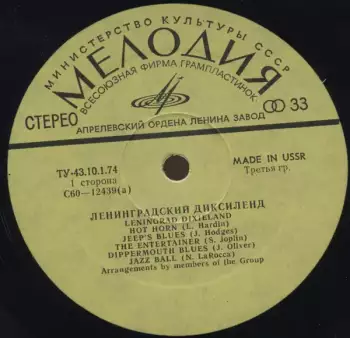 МИНИСТЕРСТВО КУЛЬТУРЫ СССР
МЕЛОДИЯ
ВСЕСОЮЗНАЯ ФИРМА ГРАМПЛАСТИНОК
СТЕРЕО
33
АПРЕЛЕВСКИЙ ОРДЕНА ЛЕНИНА ЗАВОД
ТУ-43.10.1.74
1 сторона
С60—12439(а)
MADE IN USSR
Третья гр.
ЛЕНИНГРАДСКИЙ ДИКСИЛЕНД
LENINGRAD DIXIELAND
HOT HORN (L. Hardin)
JEEP'S BLUES (J. Hodges)
THE ENTERTAINER (S. Joplin)
DIPPERMOUTH BLUES (J. Oliver)
JAZZ BALL (N. LaRocca)
Arrangements by members of the Group